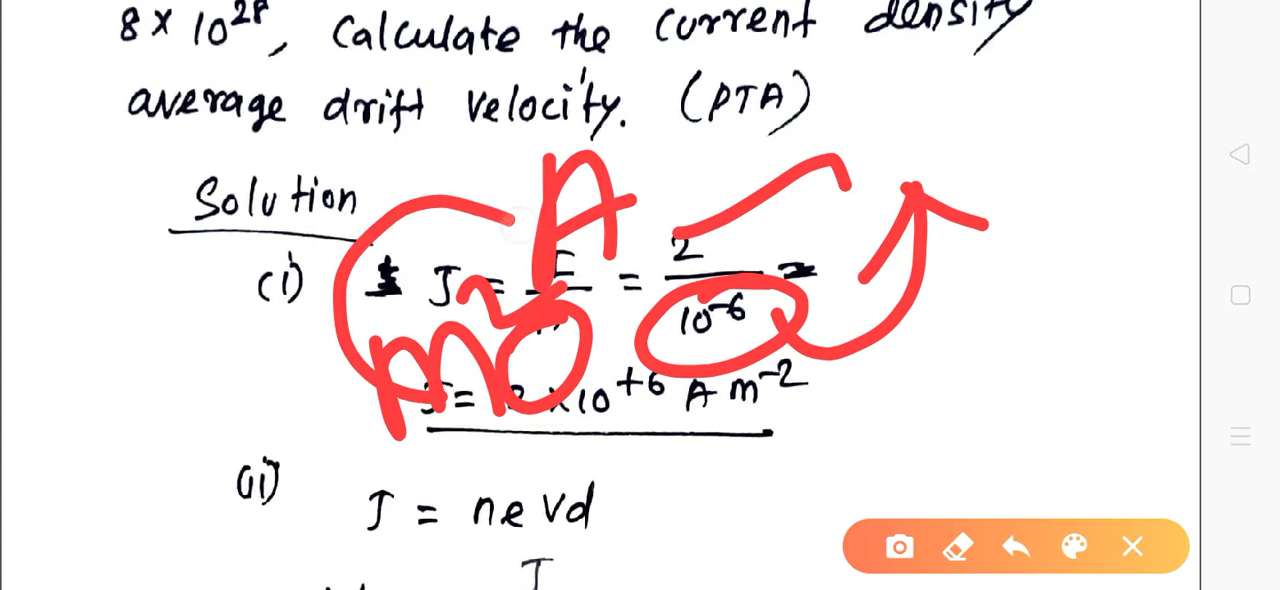 8 × 10²⁸, Calculate the current density
average drift velocity. (PTA)
Solution
(i) J = = 2 / 10⁻⁶ =
A
m
J = × 10⁺⁶ A m⁻²
(ii)
J = ne vd
J